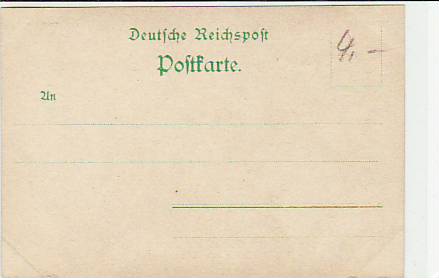 Deutsche Reichspost
4,—
Postkarte.
An